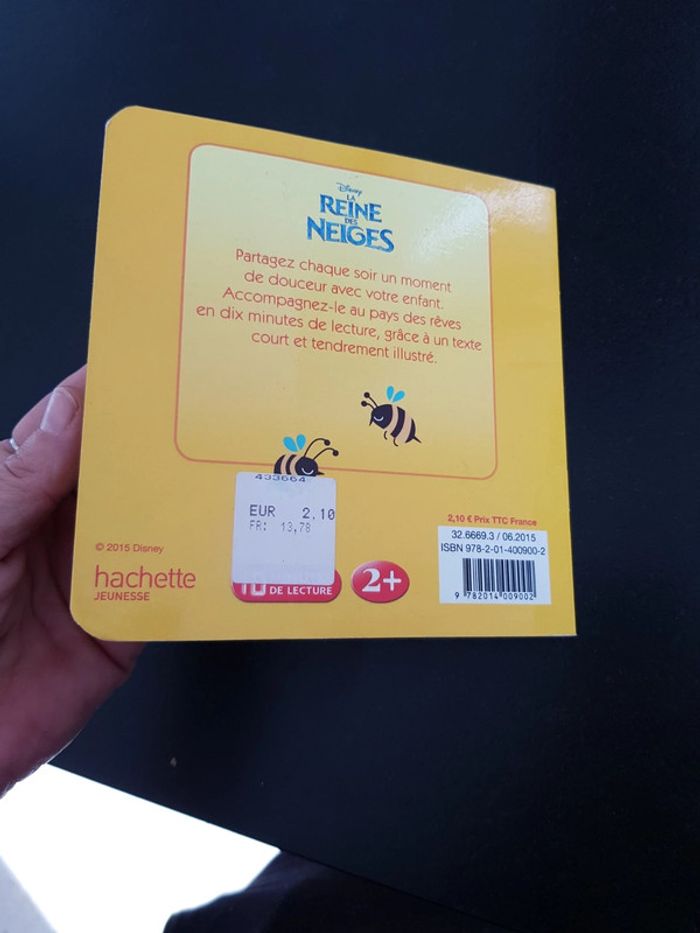 Disney
LA
REINE
DES
NEIGES
Partagez chaque soir un moment
de douceur avec votre enfant.
Accompagnez-le au pays des rêves
en dix minutes de lecture, grâce à un texte
court et tendrement illustré.
433664
EUR 2,10
FR: 13,78
2,10 € Prix TTC France
32.6669.3 / 06.2015
ISBN 978-2-01-400900-2
9 782014 009002
© 2015 Disney
hachette
JEUNESSE
10
DE LECTURE
2+